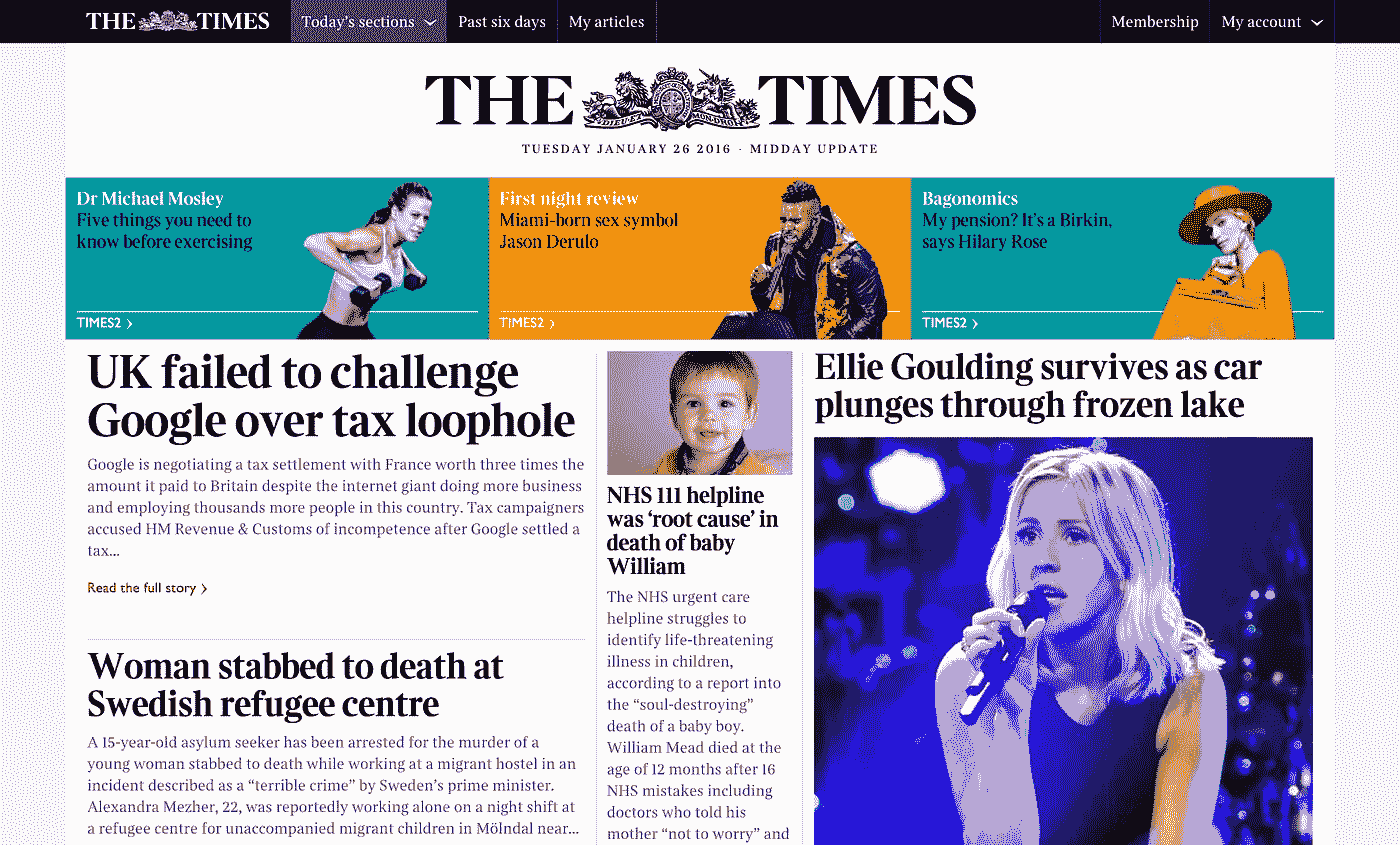 THE TIMES
Today's sections
Past six days
My articles
Membership
My account
THE TIMES
DIEU ET MON DROIT
TUESDAY JANUARY 26 2016 · MIDDAY UPDATE
Dr Michael Mosley
Five things you need to
know before exercising
TIMES2
First night review
Miami-born sex symbol
Jason Derulo
TIMES2
Bagonomics
My pension? It's a Birkin,
says Hilary Rose
TIMES2
UK failed to challenge
Google over tax loophole
Google is negotiating a tax settlement with France worth three times the
amount it paid to Britain despite the internet giant doing more business
and employing thousands more people in this country. Tax campaigners
accused HM Revenue & Customs of incompetence after Google settled a
tax...
Read the full story
Woman stabbed to death at
Swedish refugee centre
A 15-year-old asylum seeker has been arrested for the murder of a
young woman stabbed to death while working at a migrant hostel in an
incident described as a “terrible crime” by Sweden's prime minister.
Alexandra Mezher, 22, was reportedly working alone on a night shift at
a refugee centre for unaccompanied migrant children in Mölndal near...
NHS 111 helpline
was ‘root cause’ in
death of baby
William
The NHS urgent care
helpline struggles to
identify life-threatening
illness in children,
according to a report into
the “soul-destroying”
death of a baby boy.
William Mead died at the
age of 12 months after 16
NHS mistakes including
doctors who told his
mother “not to worry” and
Ellie Goulding survives as car
plunges through frozen lake